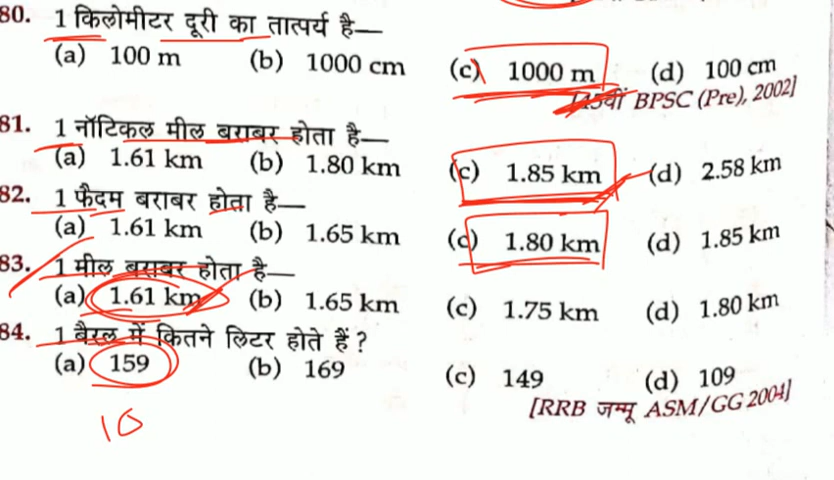 80. 1 किलोमीटर दूरी का तात्पर्य है—
(a) 100 m (b) 1000 cm (c) 1000 m (d) 100 cm
[45वीं BPSC (Pre), 2002]
81. 1 नॉटिकल मील बराबर होता है—
(a) 1.61 km (b) 1.80 km (c) 1.85 km (d) 2.58 km
82. 1 फैदम बराबर होता है—
(a) 1.61 km (b) 1.65 km (c) 1.80 km (d) 1.85 km
83. 1 मील बराबर होता है—
(a) 1.61 km (b) 1.65 km (c) 1.75 km (d) 1.80 km
84. 1 बैरल में कितने लिटर होते हैं?
(a) 159 (b) 169 (c) 149 (d) 109
[RRB जम्मू ASM/GG 2004]